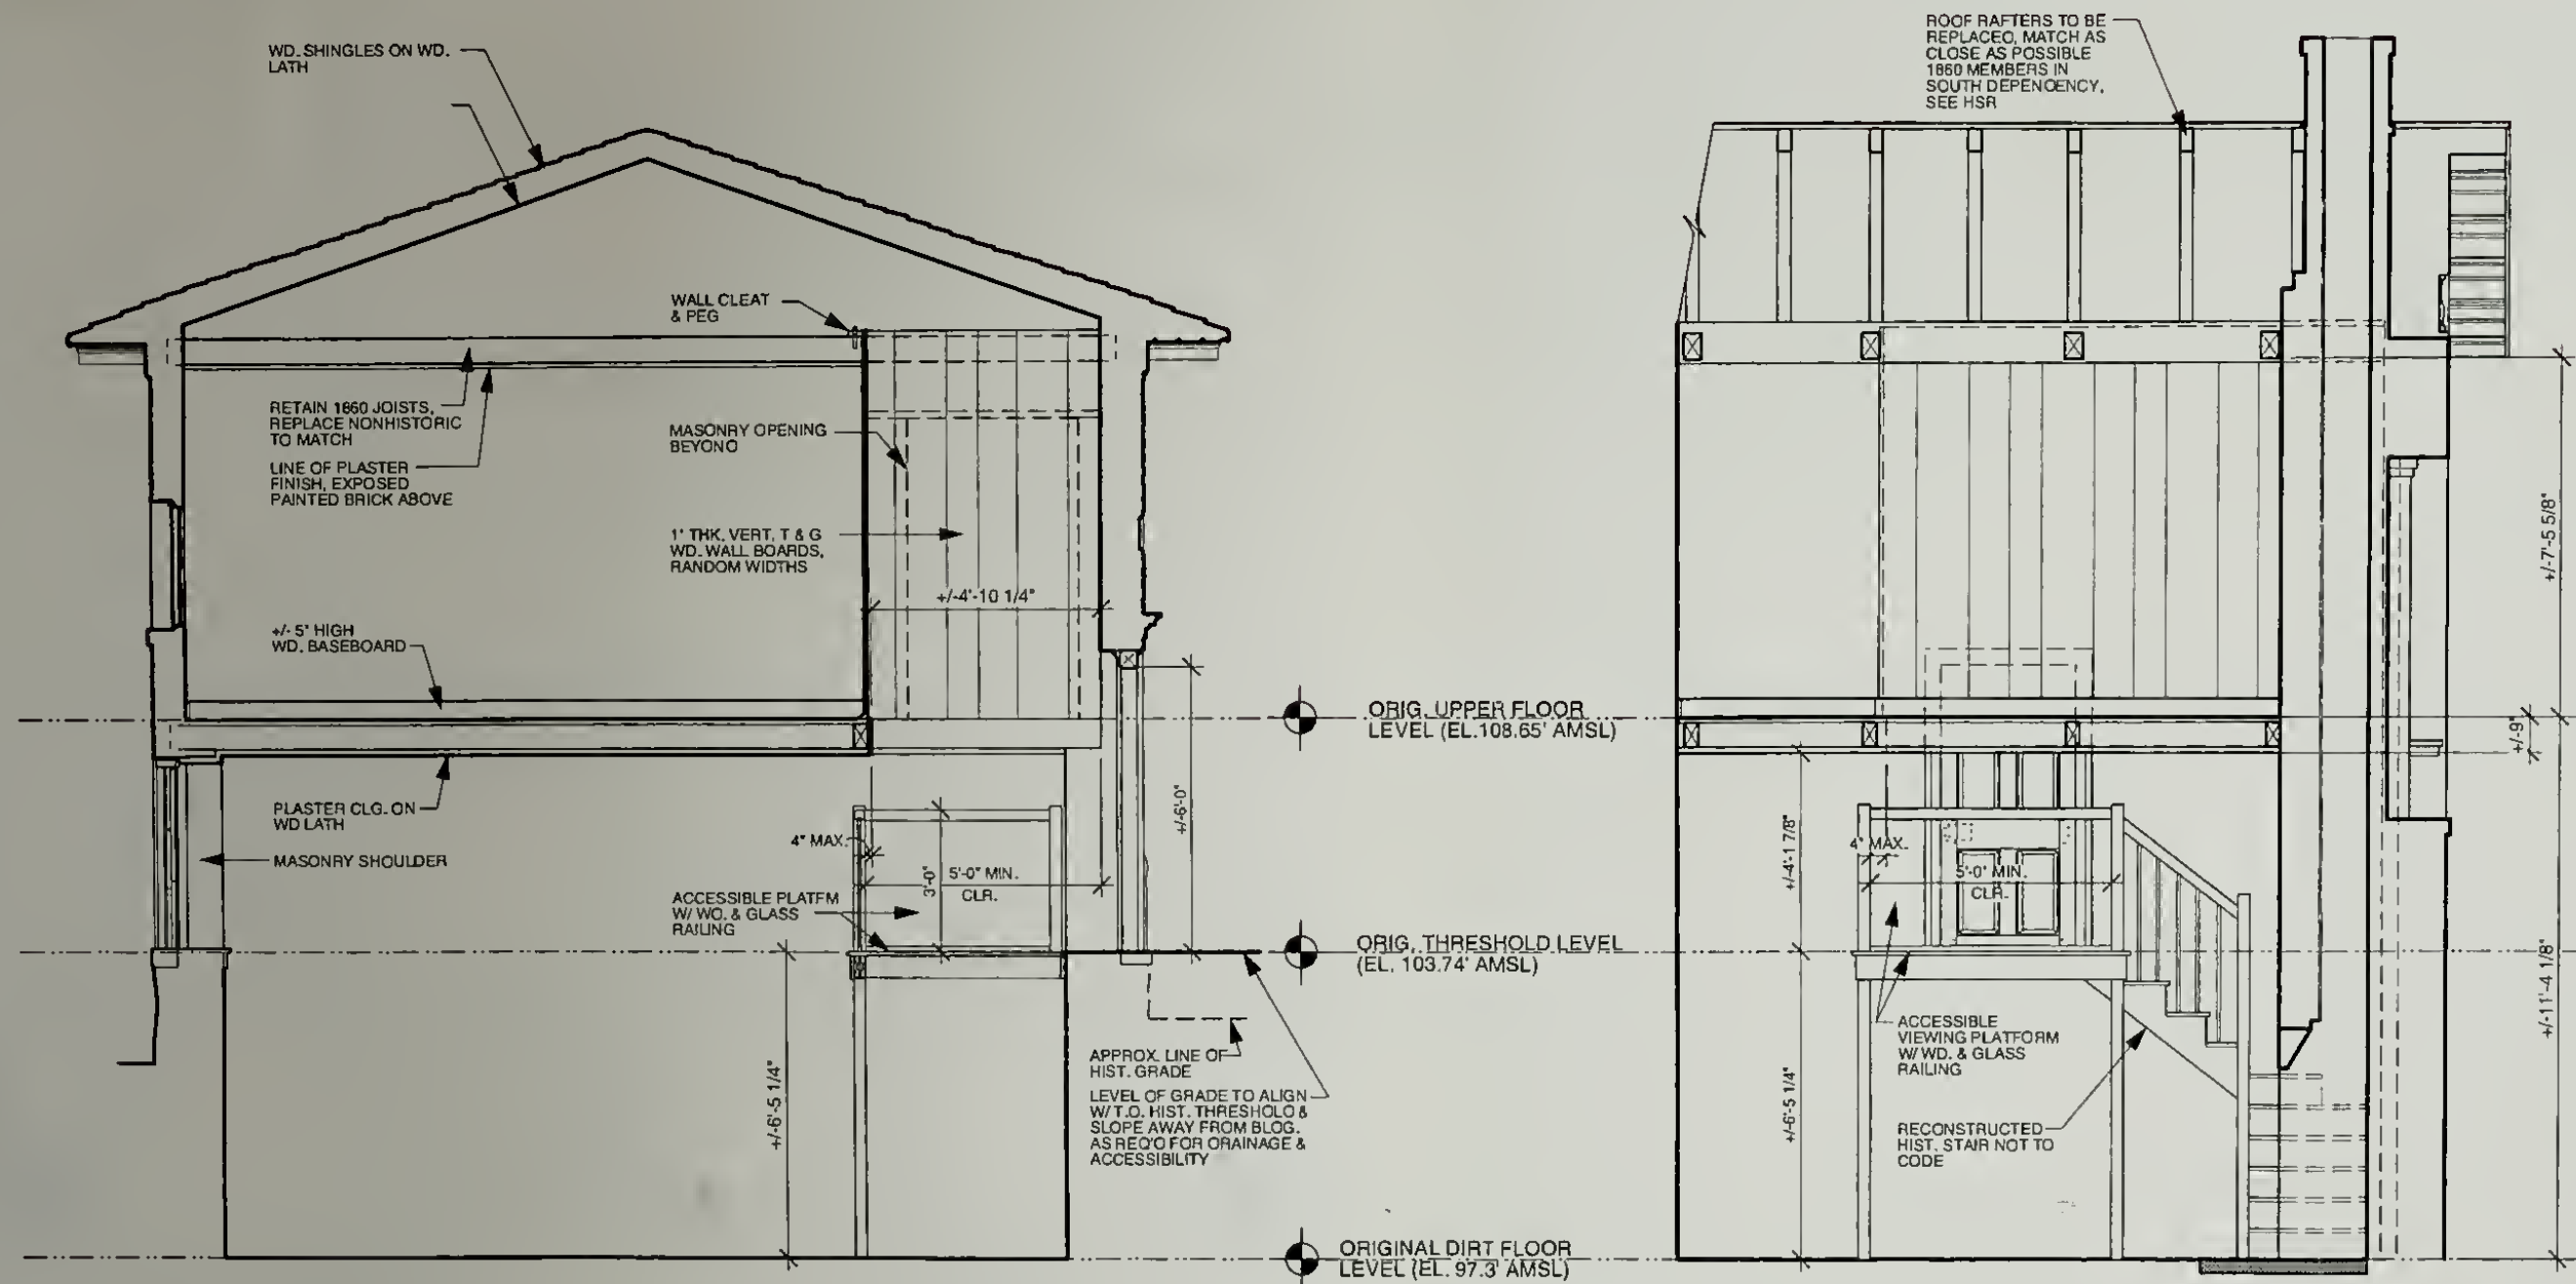 WD. SHINGLES ON WD.
LATH
WALL CLEAT
& PEG
RETAIN 1860 JOISTS,
REPLACE NONHISTORIC
TO MATCH
LINE OF PLASTER
FINISH, EXPOSED
PAINTED BRICK ABOVE
MASONRY OPENING
BEYOND
1" THK. VERT, T & G
WD. WALL BOARDS,
RANDOM WIDTHS
+/-4'-10 1/4"
+/- 5" HIGH
WD. BASEBOARD
PLASTER CLG. ON
WD LATH
MASONRY SHOULDER
4" MAX.
3'-0"
5'-0" MIN.
CLR.
ACCESSIBLE PLATFM
W/ WD. & GLASS
RAILING
+/-6'-0"
+/-6'-5 1/4"
APPROX. LINE OF
HIST. GRADE
LEVEL OF GRADE TO ALIGN
W/ T.O. HIST. THRESHOLD &
SLOPE AWAY FROM BLDG.
AS REQ'D FOR DRAINAGE &
ACCESSIBILITY
ORIG. UPPER FLOOR
LEVEL (EL.108.65' AMSL)
ORIG. THRESHOLD LEVEL
(EL. 103.74' AMSL)
ORIGINAL DIRT FLOOR
LEVEL (EL. 97.3' AMSL)
ROOF RAFTERS TO BE
REPLACED, MATCH AS
CLOSE AS POSSIBLE
1860 MEMBERS IN
SOUTH DEPENDENCY,
SEE HSR
+/-7'-5 5/8"
+/-9"
+/-4'-1 7/8"
4" MAX.
5'-0" MIN.
CLR.
+/-11'-4 1/8"
ACCESSIBLE
VIEWING PLATFORM
W/ WD. & GLASS
RAILING
+/-6'-5 1/4"
RECONSTRUCTED
HIST. STAIR NOT TO
CODE